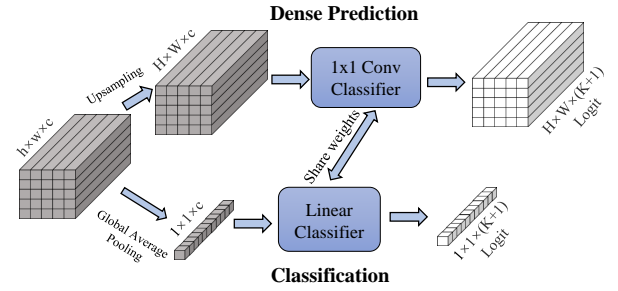 Dense Prediction
H×W×c
Upsampling
1x1 Conv
Classifier
H×W×(K+1)
Logit
h×w×c
Share weights
1×1×c
Global Average
Pooling
Linear
Classifier
1×1×(K+1)
Logit
Classification